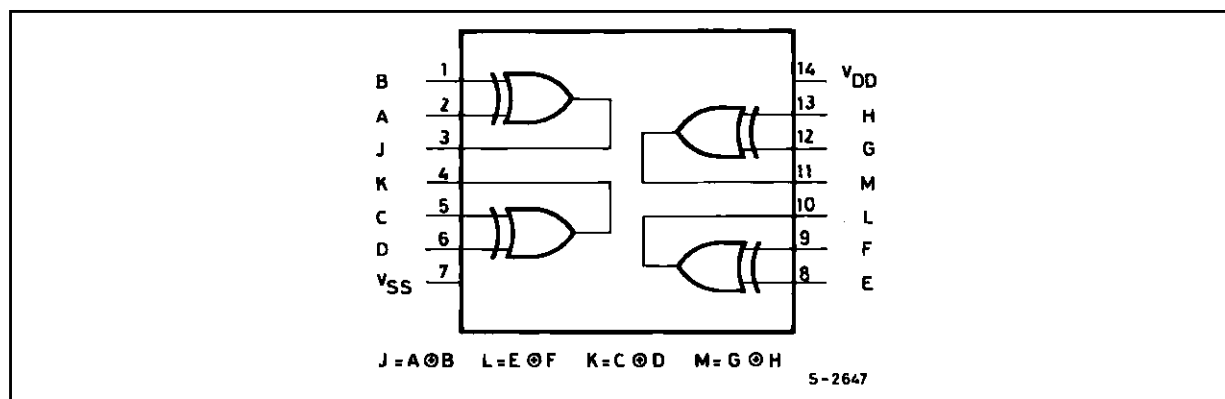 B 1
A 2
J 3
K 4
C 5
D 6
VSS 7
14 VDD
13 H
12 G
11 M
10 L
9 F
8 E
J=A⊕B L=E⊕F K=C⊕D M=G⊕H
S-2647